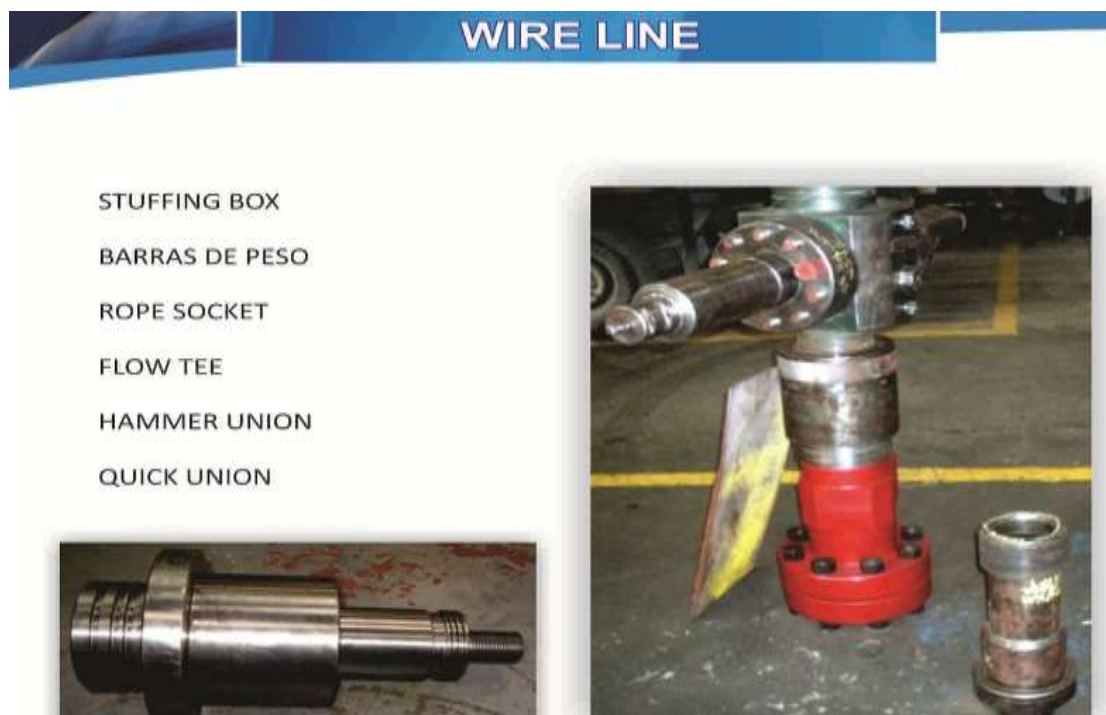 WIRE LINE
STUFFING BOX
BARRAS DE PESO
ROPE SOCKET
FLOW TEE
HAMMER UNION
QUICK UNION